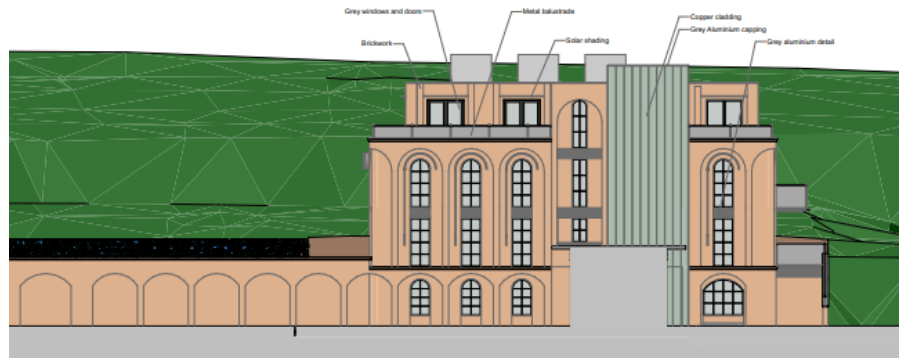 Grey windows and doors
Metal balustrade
Copper cladding
Grey Aluminium capping
Brickwork
Solar shading
Grey aluminium detail